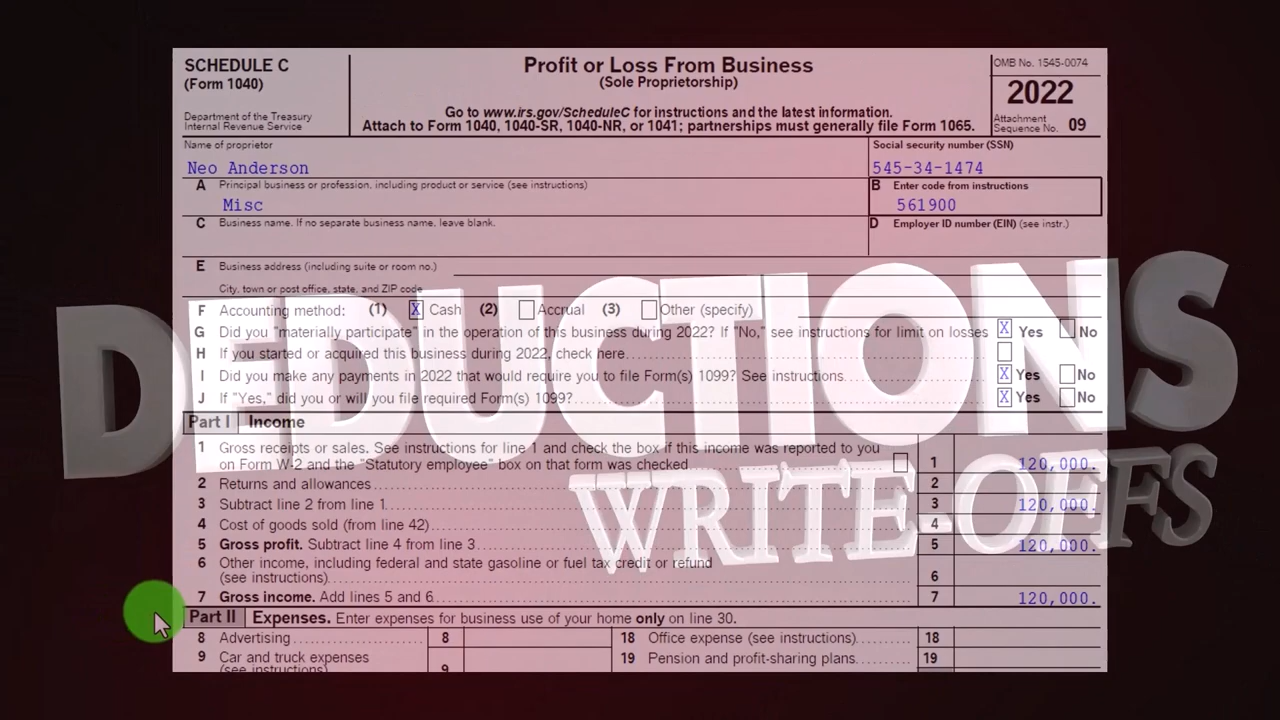 SCHEDULE C
(Form 1040)
Department of the Treasury
Internal Revenue Service
Profit or Loss From Business
(Sole Proprietorship)
Go to www.irs.gov/ScheduleC for instructions and the latest information.
Attach to Form 1040, 1040-SR, 1040-NR, or 1041; partnerships must generally file Form 1065.
OMB No. 1545-0074
2022
Attachment
Sequence No. 09
Name of proprietor
Neo Anderson
Social security number (SSN)
545-34-1474
A Principal business or profession, including product or service (see instructions)
Misc
B Enter code from instructions
561900
C Business name. If no separate business name, leave blank.
D Employer ID number (EIN) (see instr.)
E Business address (including suite or room no.)
City, town or post office, state, and ZIP code
F Accounting method: (1) X Cash (2) Accrual (3) Other (specify)
G Did you "materially participate" in the operation of this business during 2022? If "No," see instructions for limit on losses X Yes No
H If you started or acquired this business during 2022, check here
I Did you make any payments in 2022 that would require you to file Form(s) 1099? See instructions X Yes No
J If "Yes," did you or will you file required Form(s) 1099? X Yes No
DEDUCTIONS
WRITE-OFFS
Part I Income
1 Gross receipts or sales. See instructions for line 1 and check the box if this income was reported to you
on Form W-2 and the "Statutory employee" box on that form was checked 1 120,000.
2 Returns and allowances 2
3 Subtract line 2 from line 1 3 120,000.
4 Cost of goods sold (from line 42) 4
5 Gross profit. Subtract line 4 from line 3 5 120,000.
6 Other income, including federal and state gasoline or fuel tax credit or refund
(see instructions) 6
7 Gross income. Add lines 5 and 6 7 120,000.
Part II Expenses. Enter expenses for business use of your home only on line 30.
8 Advertising 8
18 Office expense (see instructions) 18
9 Car and truck expenses
(see instructions) 9
19 Pension and profit-sharing plans 19